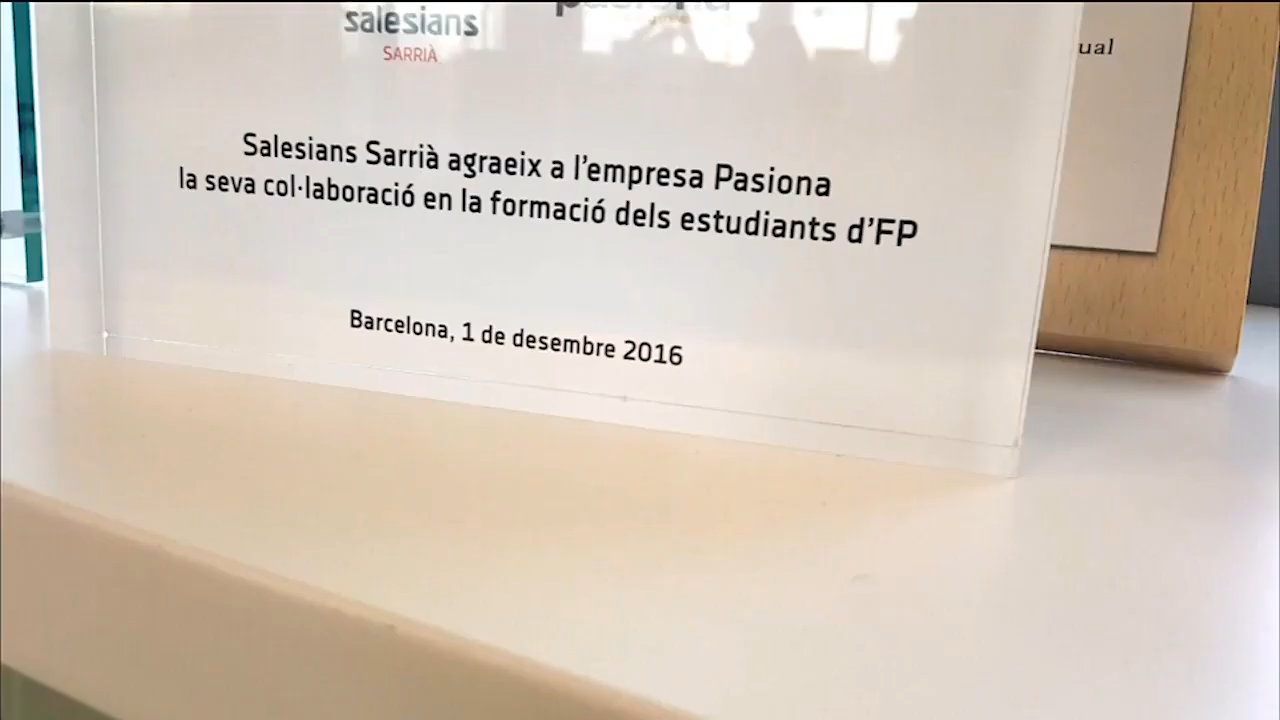 salesians
SARRIÀ
Salesians Sarrià agraeix a l'empresa Pasiona
la seva col·laboració en la formació dels estudiants d'FP
Barcelona, 1 de desembre 2016